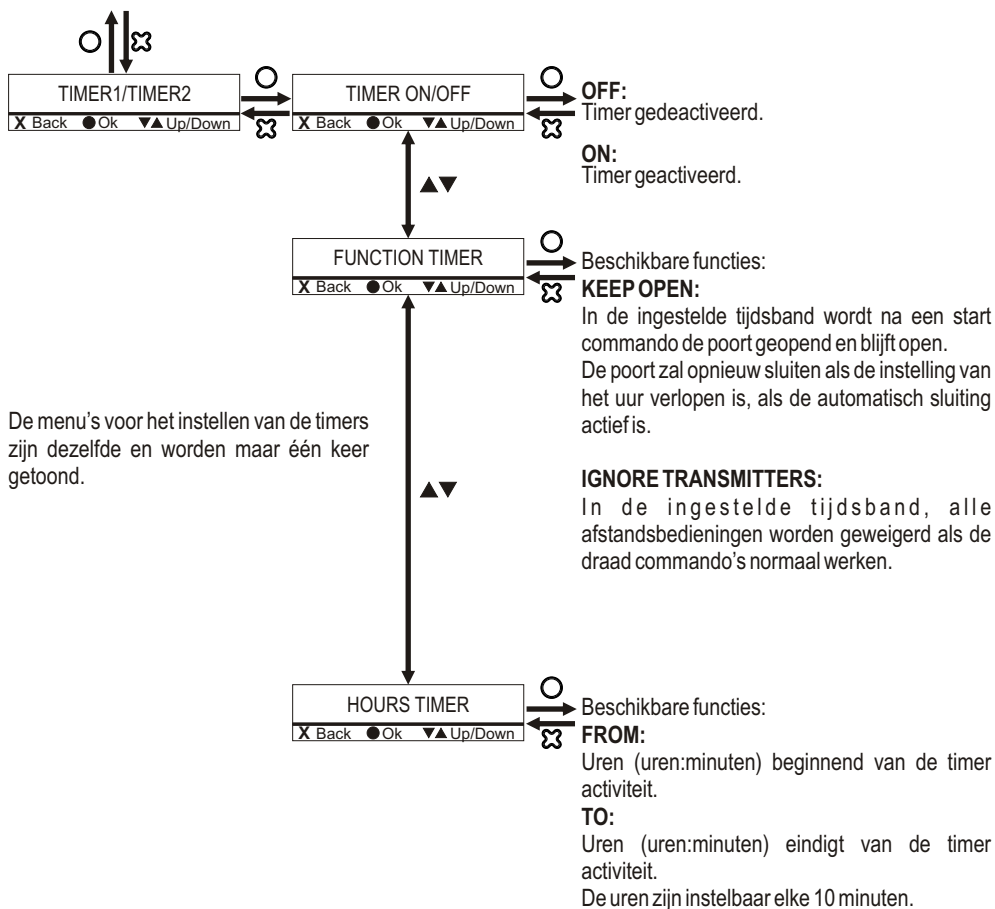 TIMER1/TIMER2
X Back ●Ok ▼▲Up/Down
TIMER ON/OFF
X Back ●Ok ▼▲Up/Down
OFF:
Timer gedeactiveerd.
ON:
Timer geactiveerd.
▲▼
FUNCTION TIMER
X Back ●Ok ▼▲Up/Down
Beschikbare functies:
KEEP OPEN:
In de ingestelde tijdsband wordt na een start
commando de poort geopend en blijft open.
De poort zal opnieuw sluiten als de instelling van
het uur verlopen is, als de automatisch sluiting
actief is.
De menu's voor het instellen van de timers
zijn dezelfde en worden maar één keer
getoond.
▲▼
IGNORE TRANSMITTERS:
In de ingestelde tijdsband, alle
afstandsbedieningen worden geweigerd als de
draad commando's normaal werken.
HOURS TIMER
X Back ●Ok ▼▲Up/Down
Beschikbare functies:
FROM:
Uren (uren:minuten) beginnend van de timer
activiteit.
TO:
Uren (uren:minuten) eindigt van de timer
activiteit.
De uren zijn instelbaar elke 10 minuten.